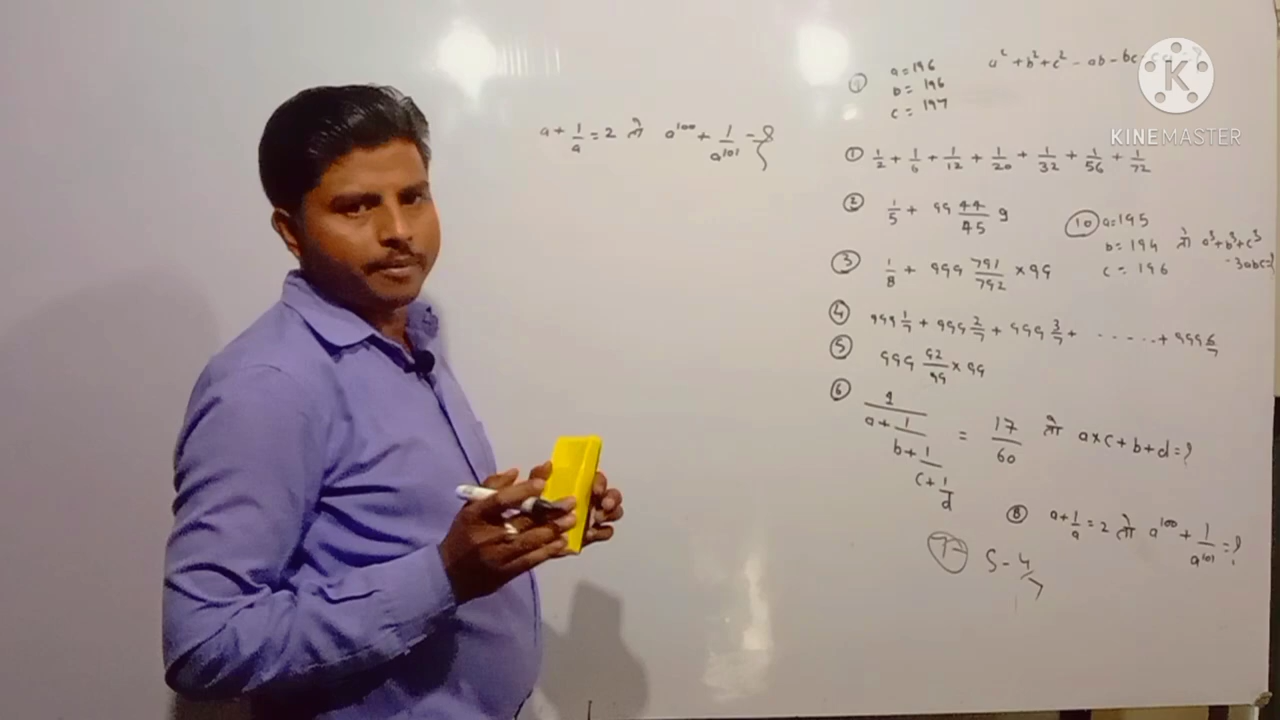 a + 1/a = 2 तो a¹⁰⁰ + 1/a¹⁰¹ = ?
① a = 196
b = 196
c = 197
a² + b² + c² - ab - bc
KINEMASTER
① 1/2 + 1/6 + 1/12 + 1/20 + 1/32 + 1/56 + 1/72
② 1/5 + 99 44/45
③ 1/8 + 999 791/792 × 99
④ 999 1/7 + 999 2/7 + 999 3/7 + ...... + 999 6/7
⑤ 999 92/99 × 99
⑥ 1/(a + 1/(b + 1/(c + 1/d))) = 17/60 तो a×c+b+d=?
5 - 4/7
⑧ a + 1/a = 2 तो a¹⁰⁰ + 1/a¹⁰¹ = ?
⑩ a = 195
b = 194 तो a³+b³+c³
c = 196 -3abc=?